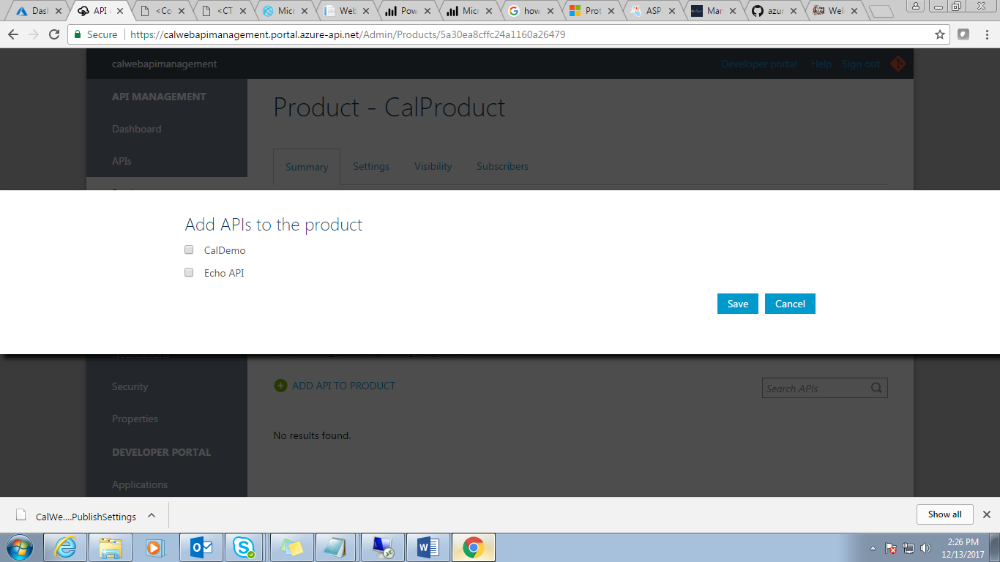 Dash
API
<Co
<CT
Micr
Web
Pow
Micr
how
Prot
ASP
Man
azur
Wel
Secure
https://calwebapimanagement.portal.azure-api.net/Admin/Products/5a30ea8cffc24a1160a26479
calwebapimanagement
Developer portal
Help
Sign out
API MANAGEMENT
Dashboard
APIs
Product - CalProduct
Summary
Settings
Visibility
Subscribers
Add APIs to the product
CalDemo
Echo API
Save
Cancel
Security
Properties
DEVELOPER PORTAL
Applications
ADD API TO PRODUCT
Search APIs
No results found.
CalWe....PublishSettings
Show all
2:26 PM
12/13/2017